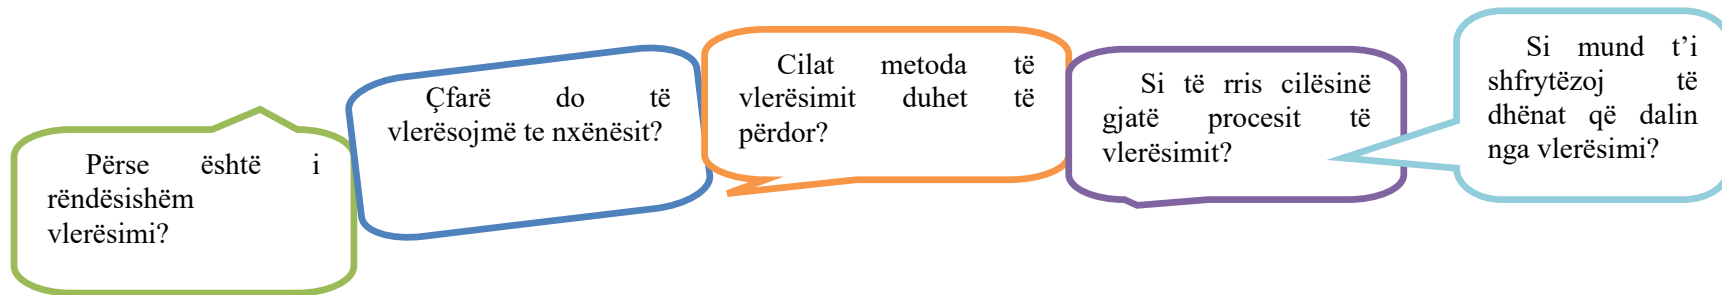 Përse është i
rëndësishëm
vlerësimi?
Çfarë do të
vlerësojmë te nxënësit?
Cilat metoda të
vlerësimit duhet të
përdor?
Si të rris cilësinë
gjatë procesit të
vlerësimit?
Si mund t’i
shfrytëzoj të
dhënat që dalin
nga vlerësimi?